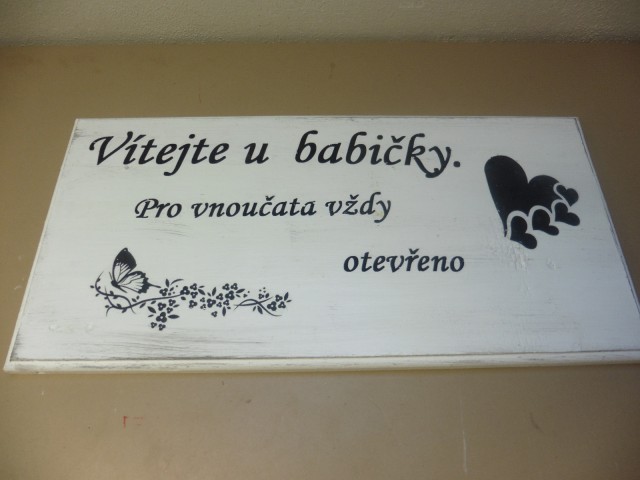 Vítejte u babičky.
Pro vnoučata vždy
otevřeno